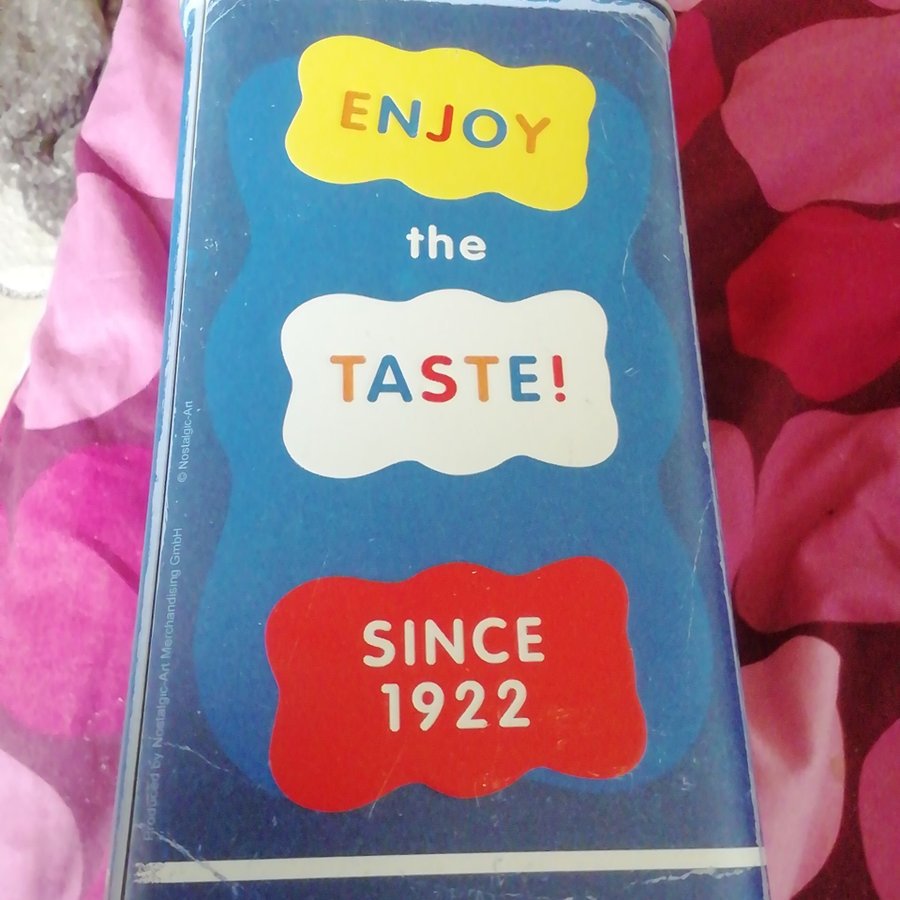 ENJOY
the
TASTE!
SINCE
1922
© Nostalgic-Art
Produced by Nostalgic-Art Merchandising GmbH